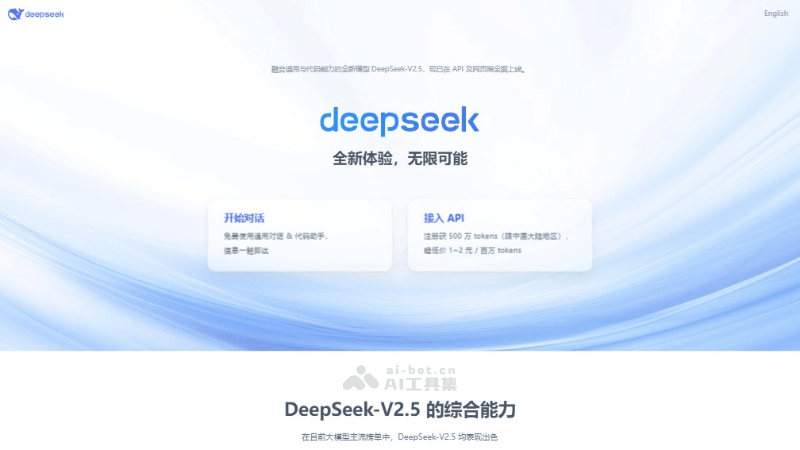 deepseek
English
融合通用与代码能力的全新模型 DeepSeek-V2.5，现已在 API 及网页端全面上线。
deepseek
全新体验，无限可能
开始对话
免费使用通用对话 & 代码助手，
信息一触即达
接入 API
注册获 500 万 tokens（限中国大陆地区），
超低价 1~2 元 / 百万 tokens
ai-bot.cn
AI工具集
DeepSeek-V2.5 的综合能力
在目前大模型主流榜单中，DeepSeek-V2.5 均表现出色